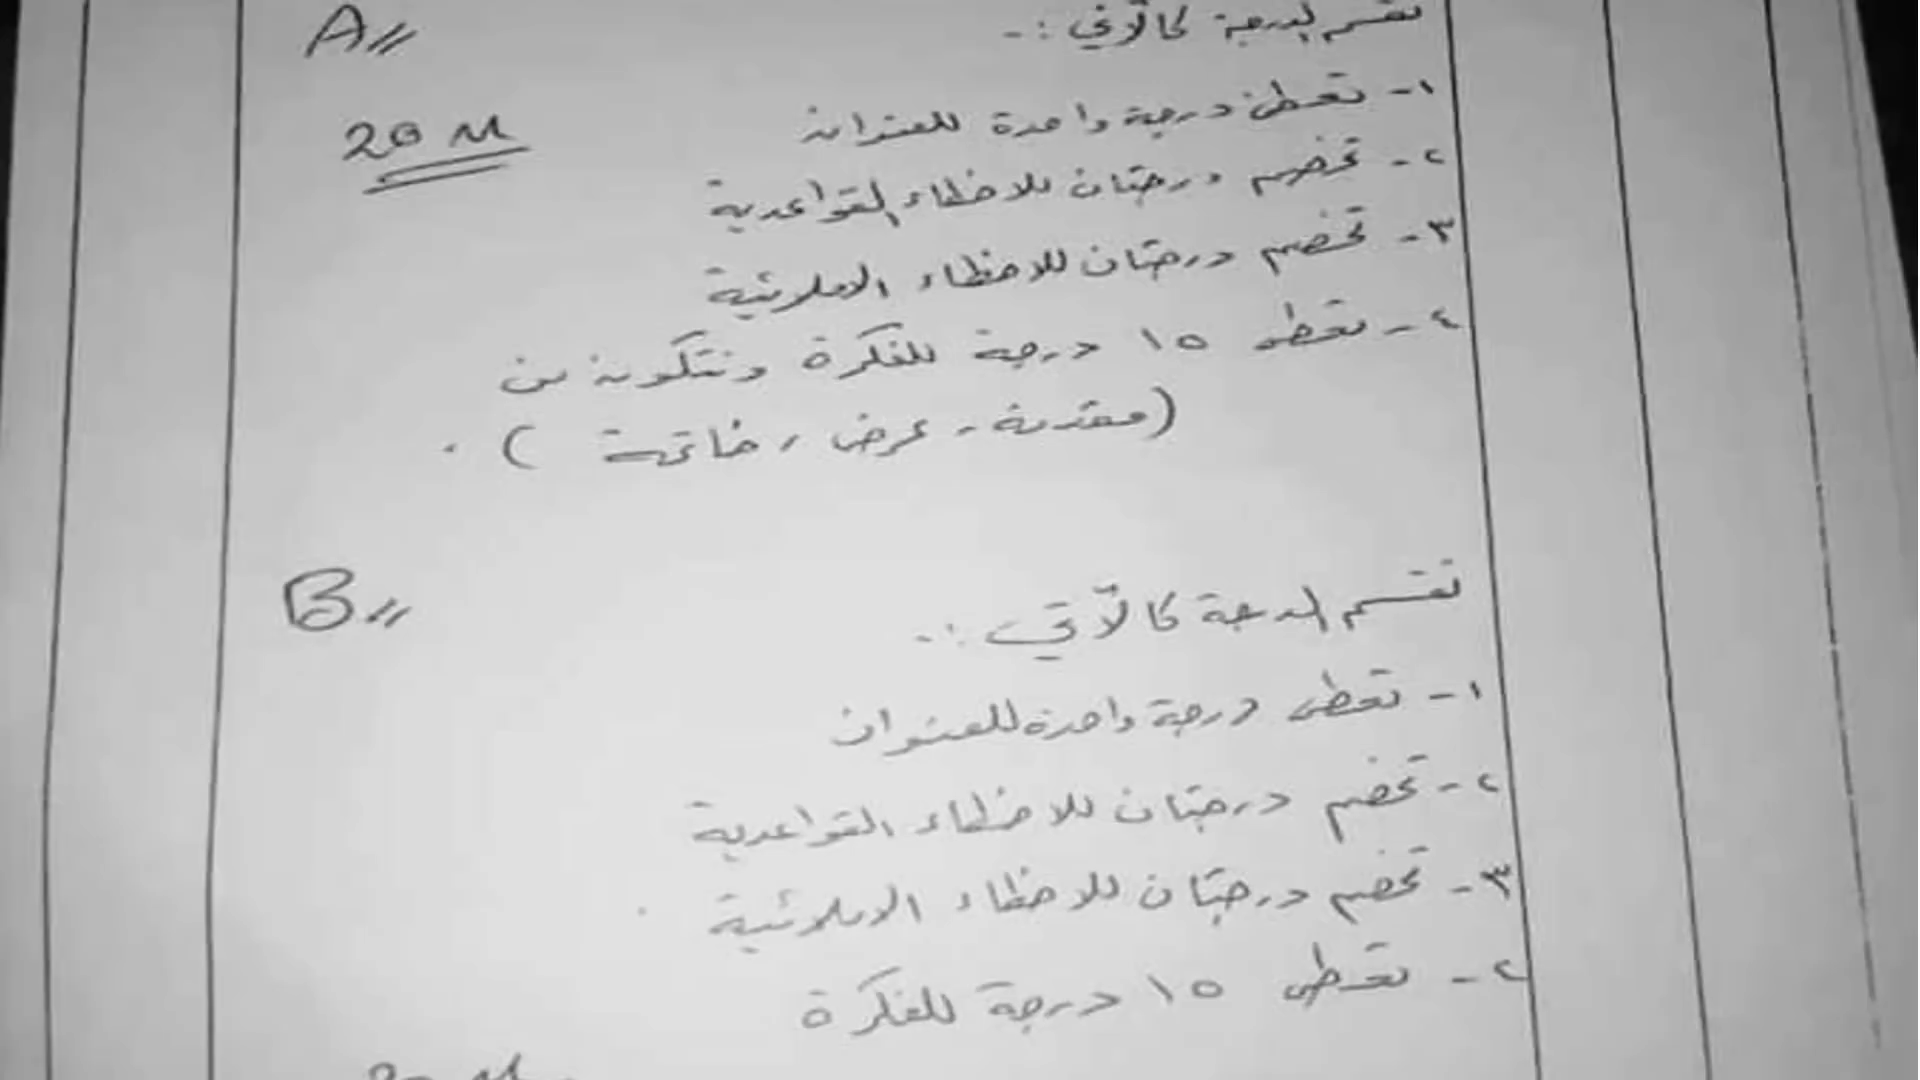 A//
تقسم الدرجة كالآتي :-
١- تعطى درجة واحدة للعنوان
20 M
٢- تخصم درجتان للاخطاء القواعدية
٣- تخصم درجتان للاخطاء الاملائية
٤- تعطى ١٥ درجة للفكرة وتتكون من
(مقدمة - عرض ، خاتمة ) .
B//
تقسم الدرجة كالآتي :-
١- تعطى درجة واحدة للعنوان
٢- تخصم درجتان للاخطاء القواعدية
٣- تخصم درجتان للاخطاء الاملائية
٤- تعطى ١٥ درجة للفكرة